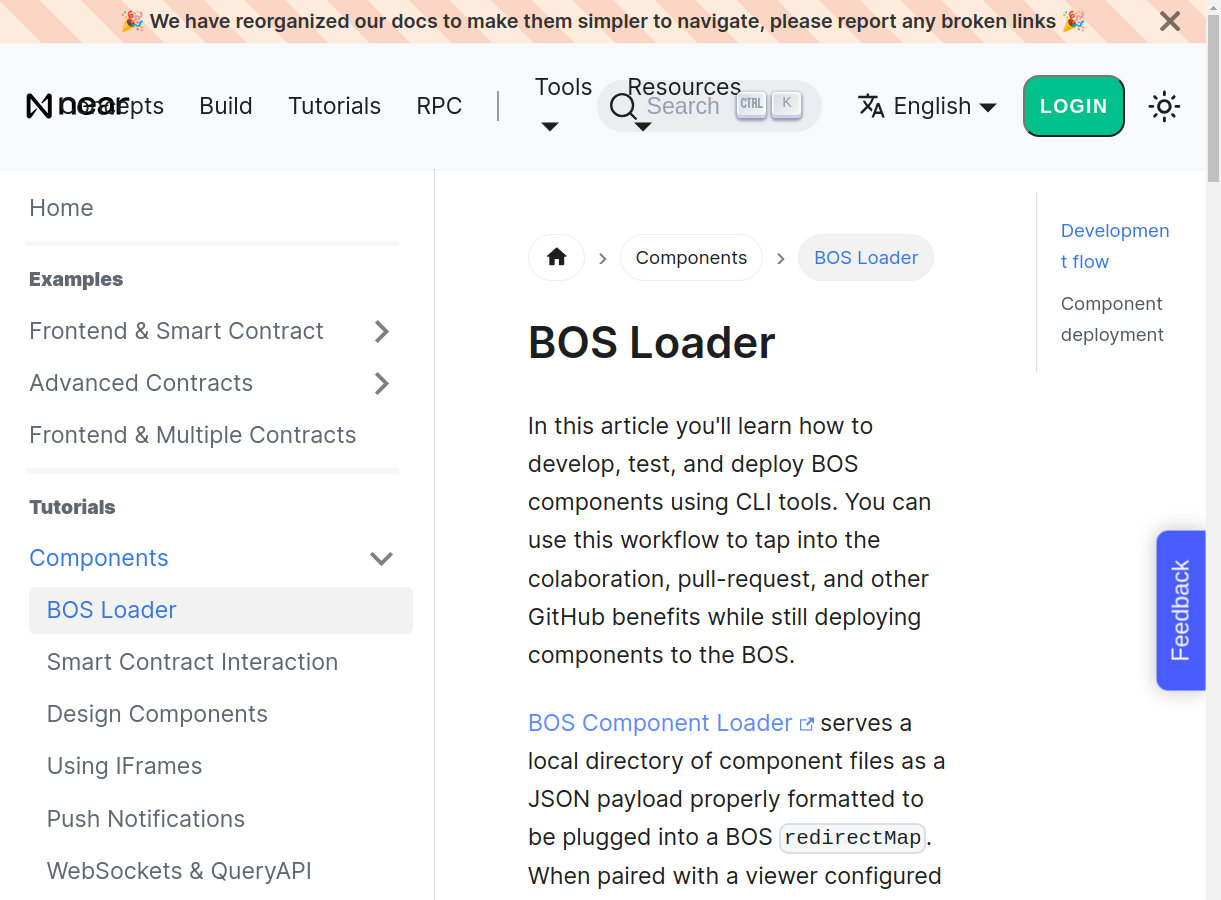 🎉 We have reorganized our docs to make them simpler to navigate, please report any broken links 🎉
near
Concepts
Build
Tutorials
RPC
Tools
Resources
Search
CTRL
K
English
LOGIN
Home
Examples
Frontend & Smart Contract
Advanced Contracts
Frontend & Multiple Contracts
Tutorials
Components
BOS Loader
Smart Contract Interaction
Design Components
Using IFrames
Push Notifications
WebSockets & QueryAPI
Components
BOS Loader
BOS Loader
In this article you'll learn how to
develop, test, and deploy BOS
components using CLI tools. You can
use this workflow to tap into the
colaboration, pull-request, and other
GitHub benefits while still deploying
components to the BOS.
BOS Component Loader serves a
local directory of component files as a
JSON payload properly formatted to
be plugged into a BOS redirectMap.
When paired with a viewer configured
Developmen
t flow
Component
deployment
Feedback